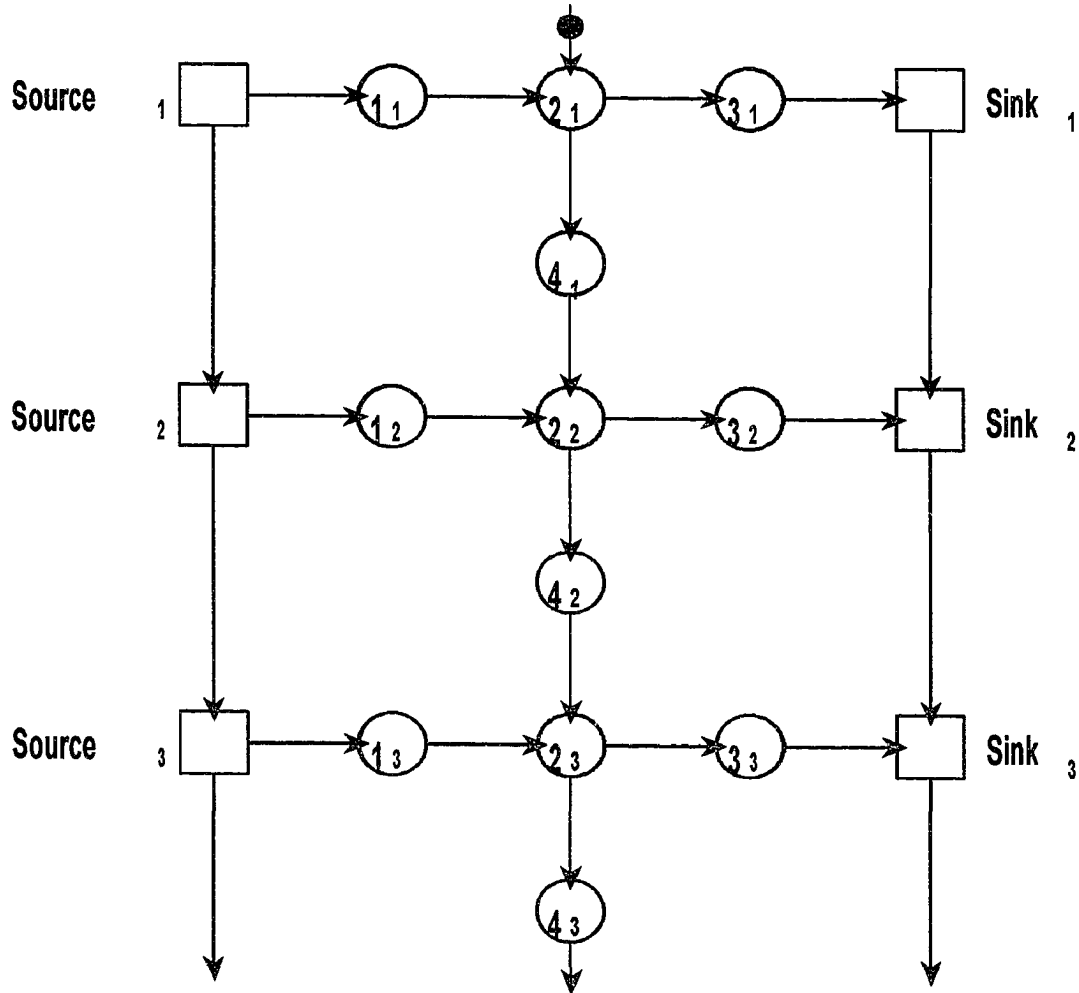 Source 1 1 1 2 1 3 1 Sink 1
4 1
Source 2 1 2 2 2 3 2 Sink 2
4 2
Source 3 1 3 2 3 3 3 Sink 3
4 3